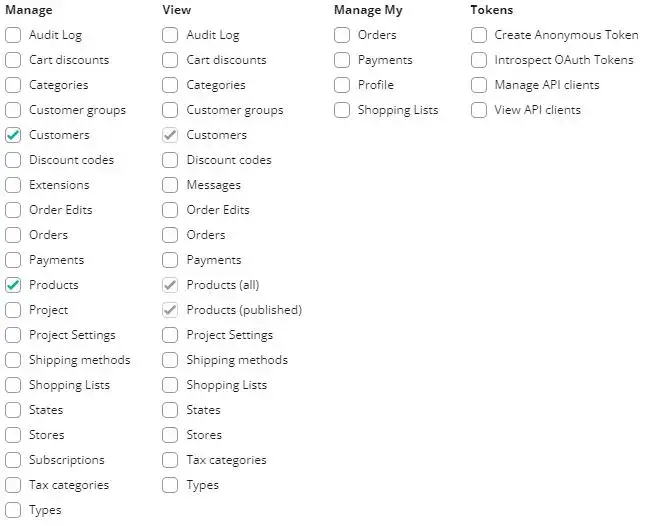 Manage
Audit Log
Cart discounts
Categories
Customer groups
Customers
Discount codes
Extensions
Order Edits
Orders
Payments
Products
Project
Project Settings
Shipping methods
Shopping Lists
States
Stores
Subscriptions
Tax categories
Types
View
Audit Log
Cart discounts
Categories
Customer groups
Customers
Discount codes
Messages
Order Edits
Orders
Payments
Products (all)
Products (published)
Project Settings
Shipping methods
Shopping Lists
States
Stores
Tax categories
Types
Manage My
Orders
Payments
Profile
Shopping Lists
Tokens
Create Anonymous Token
Introspect OAuth Tokens
Manage API clients
View API clients